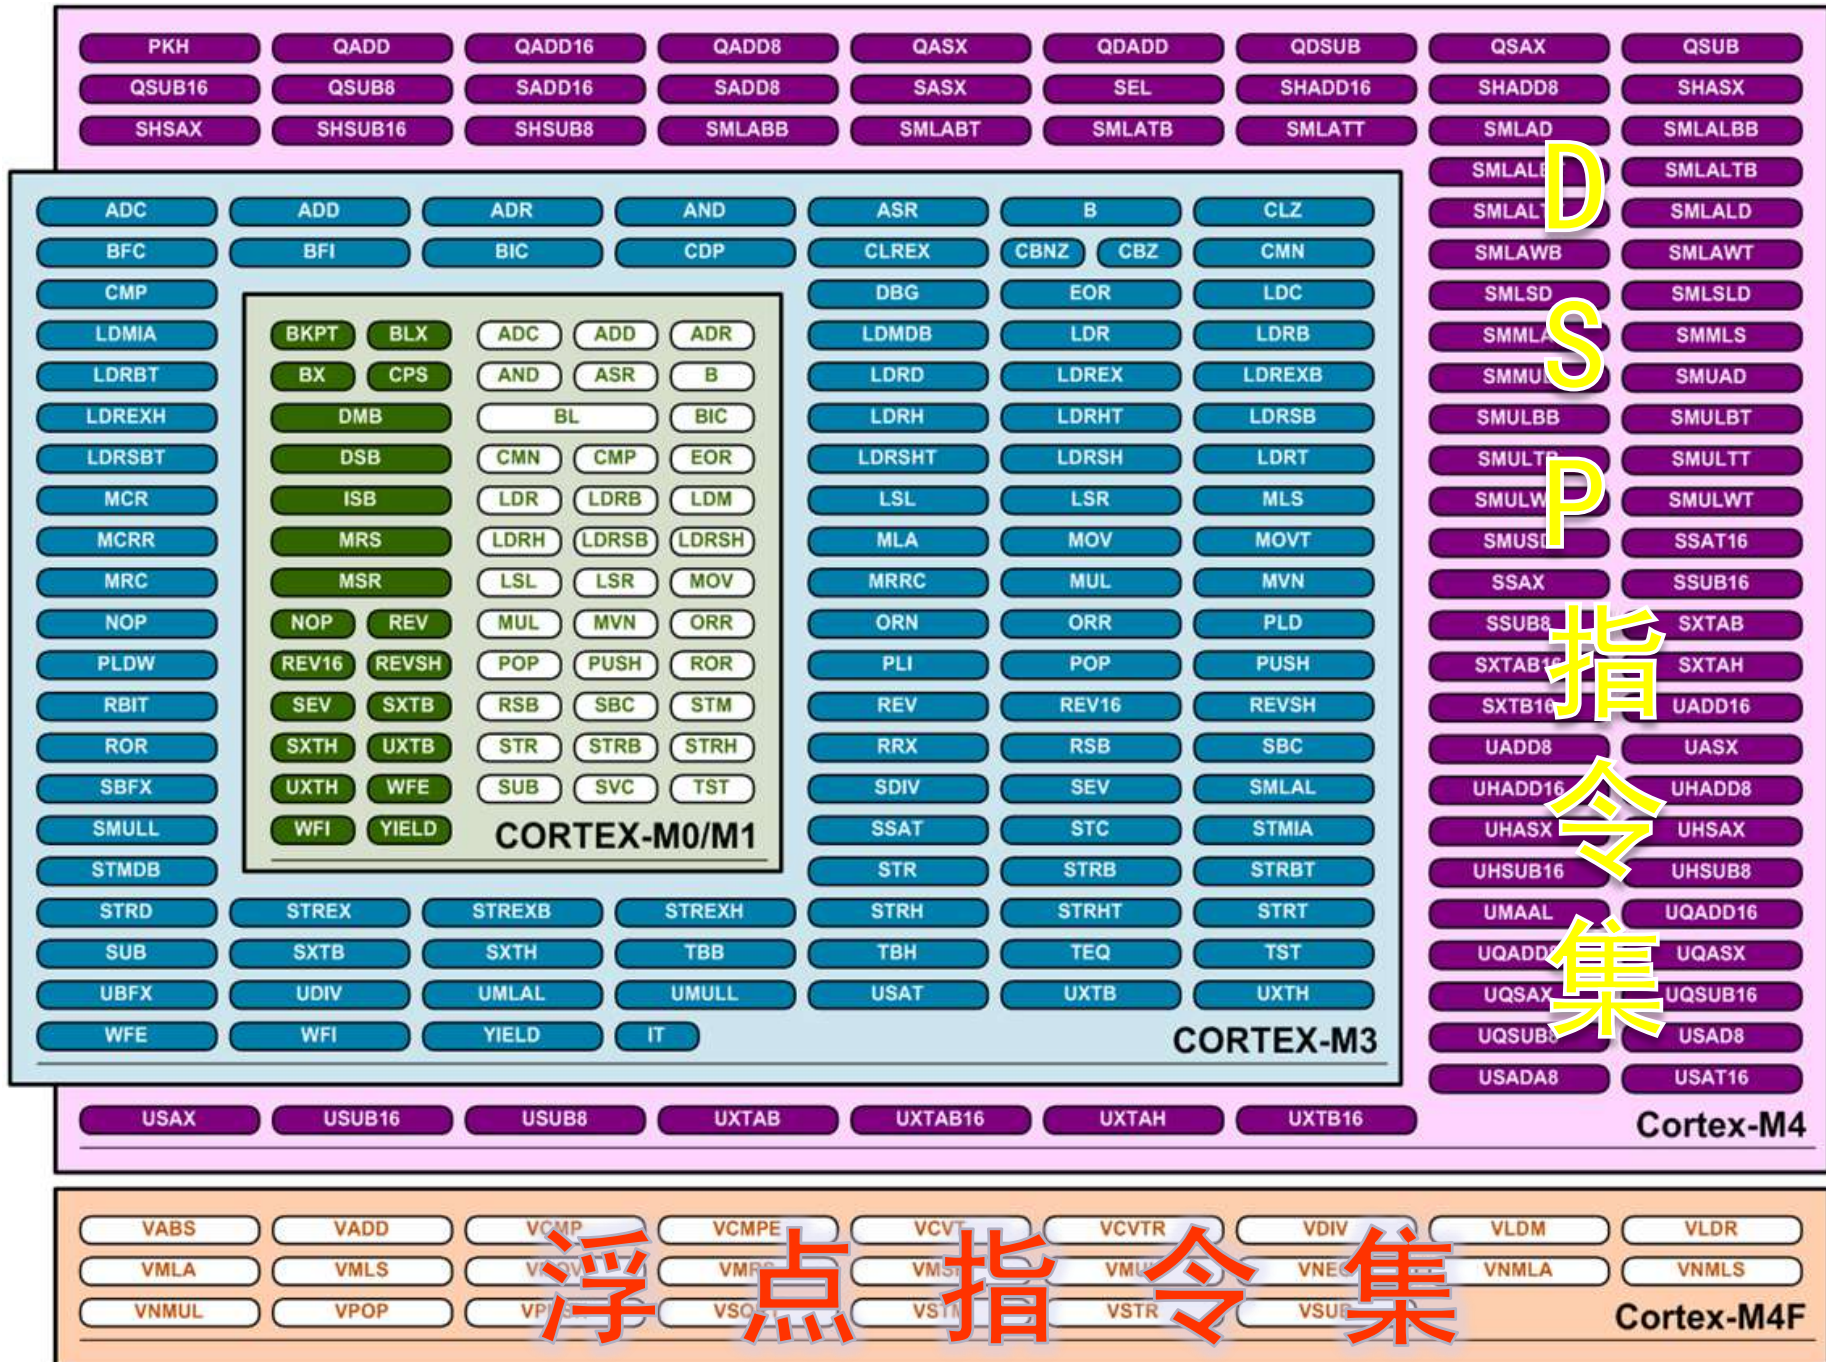 PKH QADD QADD16 QADD8 QASX QDADD QDSUB QSAX QSUB
QSUB16 QSUB8 SADD16 SADD8 SASX SEL SHADD16 SHADD8 SHASX
SHSAX SHSUB16 SHSUB8 SMLABB SMLABT SMLATB SMLATT SMLAD SMLALBB
SMLALTB
ADC ADD ADR AND ASR B CLZ SMLALD
BFC BFI BIC CDP CLREX CBNZ CBZ CMN SMLAWB SMLAWT
CMP DBG EOR LDC SMLSD SMLSLD
LDMIA BKPT BLX ADC ADD ADR LDMDB LDR LDRB SMMLS
LDRBT BX CPS AND ASR B LDRD LDREX LDREXB SMUAD
LDREXH DMB BL BIC LDRH LDRHT LDRSB SMULBB SMULBT
LDRSBT DSB CMN CMP EOR LDRSHT LDRSH LDRT SMULTB SMULTT
MCR ISB LDR LDRB LDM LSL LSR MLS SMULWT
MCRR MRS LDRH LDRSB LDRSH MLA MOV MOVT SSAT16
MRC MSR LSL LSR MOV MRRC MUL MVN SSAX SSUB16
NOP NOP REV MUL MVN ORR ORN ORR PLD SSUB8 SXTAB
PLDW REV16 REVSH POP PUSH ROR PLI POP PUSH SXTAB16 SXTAH
RBIT SEV SXTB RSB SBC STM REV REV16 REVSH SXTB16 UADD16
ROR SXTH UXTB STR STRB STRH RRX RSB SBC UADD8 UASX
SBFX UXTH WFE SUB SVC TST SDIV SEV SMLAL UHADD16 UHADD8
SMULL WFI YIELD CORTEX-M0/M1 SSAT STC STMIA UHASX UHSAX
STMDB STR STRB STRBT UHSUB16 UHSUB8
STRD STREX STREXB STREXH STRH STRHT STRT UMAAL UQADD16
SUB SXTB SXTH TBB TBH TEQ TST UQADD8 UQASX
UBFX UDIV UMLAL UMULL USAT UXTB UXTH UQSAX UQSUB16
WFE WFI YIELD IT CORTEX-M3 UQSUB8 USAD8
USADA8 USAT16
USAX USUB16 USUB8 UXTAB UXTAB16 UXTAH UXTB16 Cortex-M4
DSP指令集
VABS VADD VCMP VCMPE VCVT VCVTR VDIV VLDM VLDR
VMLA VMLS VNMLA VNMLS
VNMUL VPOP VSTR VSUB Cortex-M4F
浮点指令集